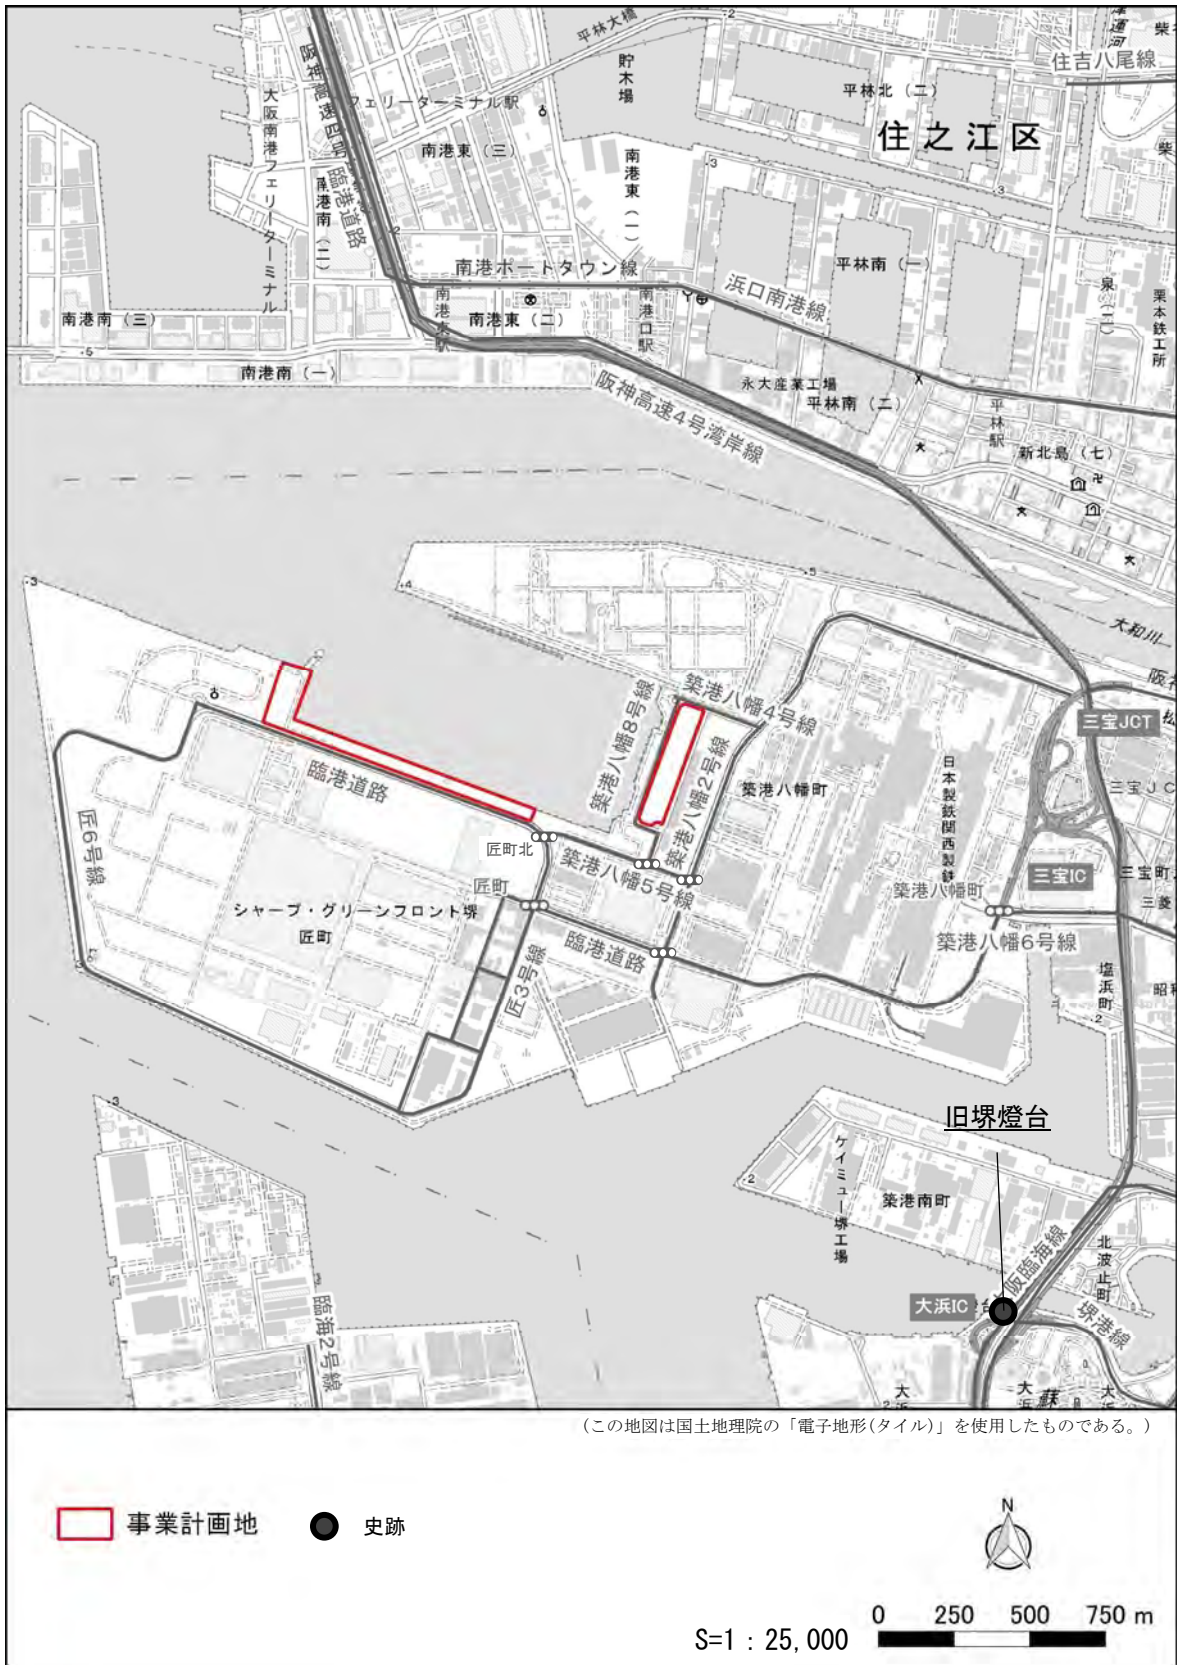 平林大橋
貯木場
平林北（二）
住吉八尾線
住之江区
阪神高速四号
臨港道路
フェリーターミナル駅
大阪南港フェリーターミナル
南港東（三）
南港南（二）
南港東（一）
南港ポートタウン線
浜口南港線
平林南（一）
泉（二）
栗本鉄工所
南港南（三）
南港東駅
南港東（二）
南港口駅
南港南（一）
阪神高速4号湾岸線
永大産業工場
平林南（二）
平林駅
新北島（七）
大和川
三宝JCT
三宝JC
築港八幡4号線
築港八幡8号線
築港八幡2号線
築港八幡町
日本製鉄関西製鉄
臨港道路
匠町北
築港八幡5号線
匠6号線
匠町
シャープ・グリーンフロント堺
匠町
臨港道路
匠3号線
築港八幡町
三宝IC
三宝町
三菱
築港八幡6号線
塩浜町
旧堺燈台
ケイミュー堺工場
築港南町
阪臨海線
北波止町
大浜IC
堺港線
臨海2号線
（この地図は国土地理院の「電子地形(タイル)」を使用したものである。）
事業計画地
史跡
N
0 250 500 750 m
S=1 : 25,000